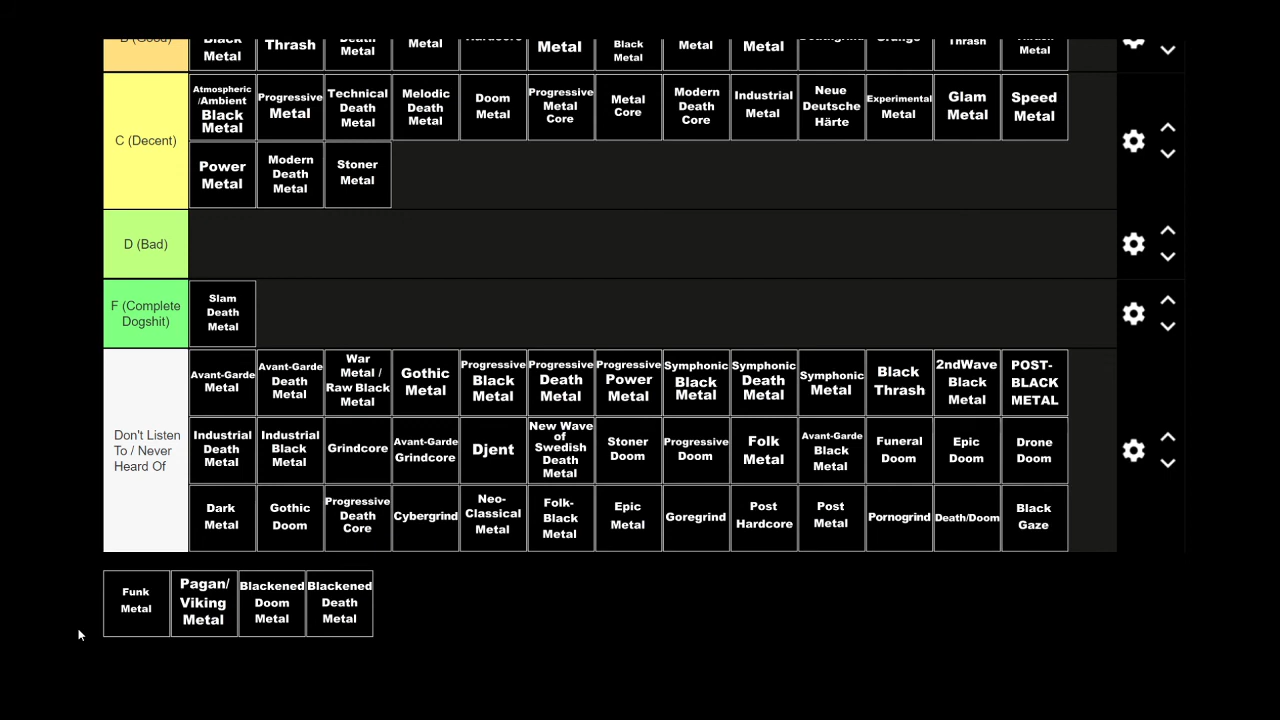 B (Good)
Black
Metal
Thrash
Death
Metal
Metal
Hardcore
Metal
Black
Metal
Metal
Metal
Deathgrind
Grunge
Thrash
Thrash
Metal
C (Decent)
Atmospheric
/Ambient
Black
Metal
Progressive
Metal
Technical
Death
Metal
Melodic
Death
Metal
Doom
Metal
Progressive
Metal
Core
Metal
Core
Modern
Death
Core
Industrial
Metal
Neue
Deutsche
Härte
Experimental
Metal
Glam
Metal
Speed
Metal
Power
Metal
Modern
Death
Metal
Stoner
Metal
D (Bad)
F (Complete
Dogshit)
Slam
Death
Metal
Don't Listen
To / Never
Heard Of
Avant-Garde
Metal
Avant-Garde
Death
Metal
War
Metal /
Raw Black
Metal
Gothic
Metal
Progressive
Black
Metal
Progressive
Death
Metal
Progressive
Power
Metal
Symphonic
Black
Metal
Symphonic
Death
Metal
Symphonic
Metal
Black
Thrash
2ndWave
Black
Metal
POST-
BLACK
METAL
Industrial
Death
Metal
Industrial
Black
Metal
Grindcore
Avant-Garde
Grindcore
Djent
New Wave
of
Swedish
Death
Metal
Stoner
Doom
Progressive
Doom
Folk
Metal
Avant-Garde
Black
Metal
Funeral
Doom
Epic
Doom
Drone
Doom
Dark
Metal
Gothic
Doom
Progressive
Death
Core
Cybergrind
Neo-
Classical
Metal
Folk-
Black
Metal
Epic
Metal
Goregrind
Post
Hardcore
Post
Metal
Pornogrind
Death/Doom
Black
Gaze
Funk
Metal
Pagan/
Viking
Metal
Blackened
Doom
Metal
Blackened
Death
Metal